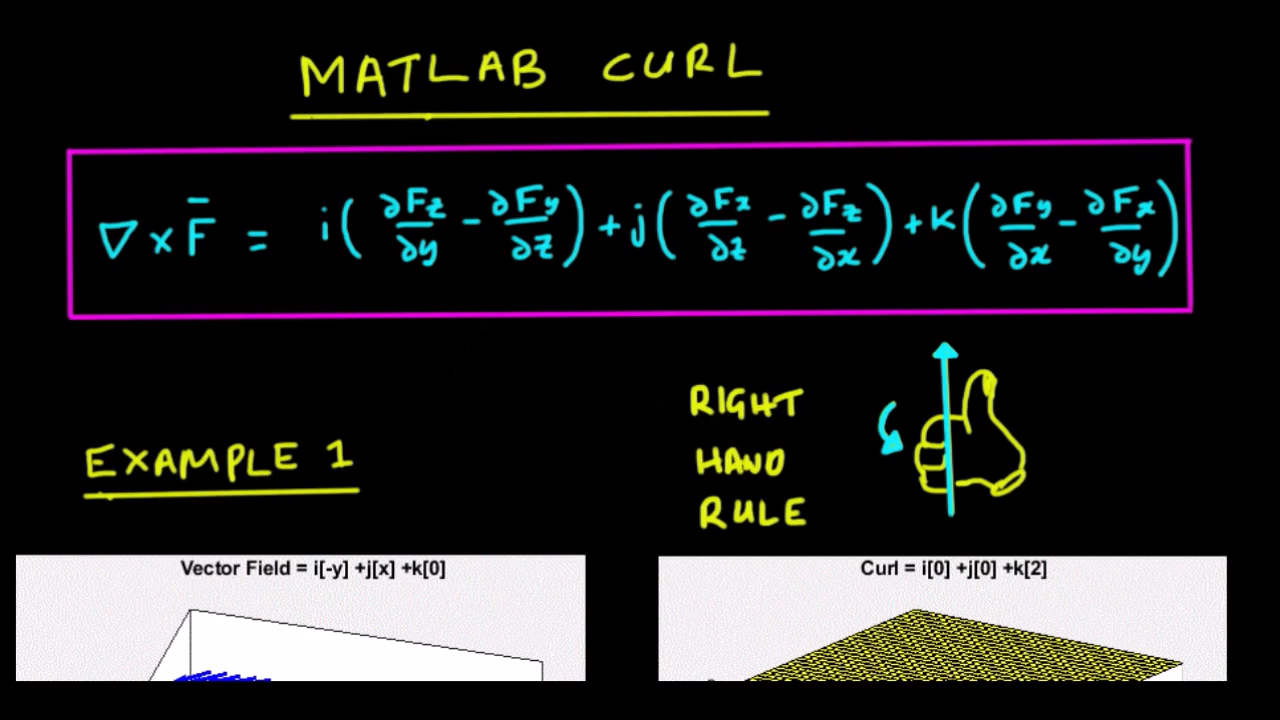 MATLAB CURL
∇ x F̄ = i(∂Fz/∂y - ∂Fy/∂z) + j(∂Fx/∂z - ∂Fz/∂x) + k(∂Fy/∂x - ∂Fx/∂y)
EXAMPLE 1
RIGHT
HAND
RULE
Vector Field = i[-y] +j[x] +k[0]
Curl = i[0] +j[0] +k[2]